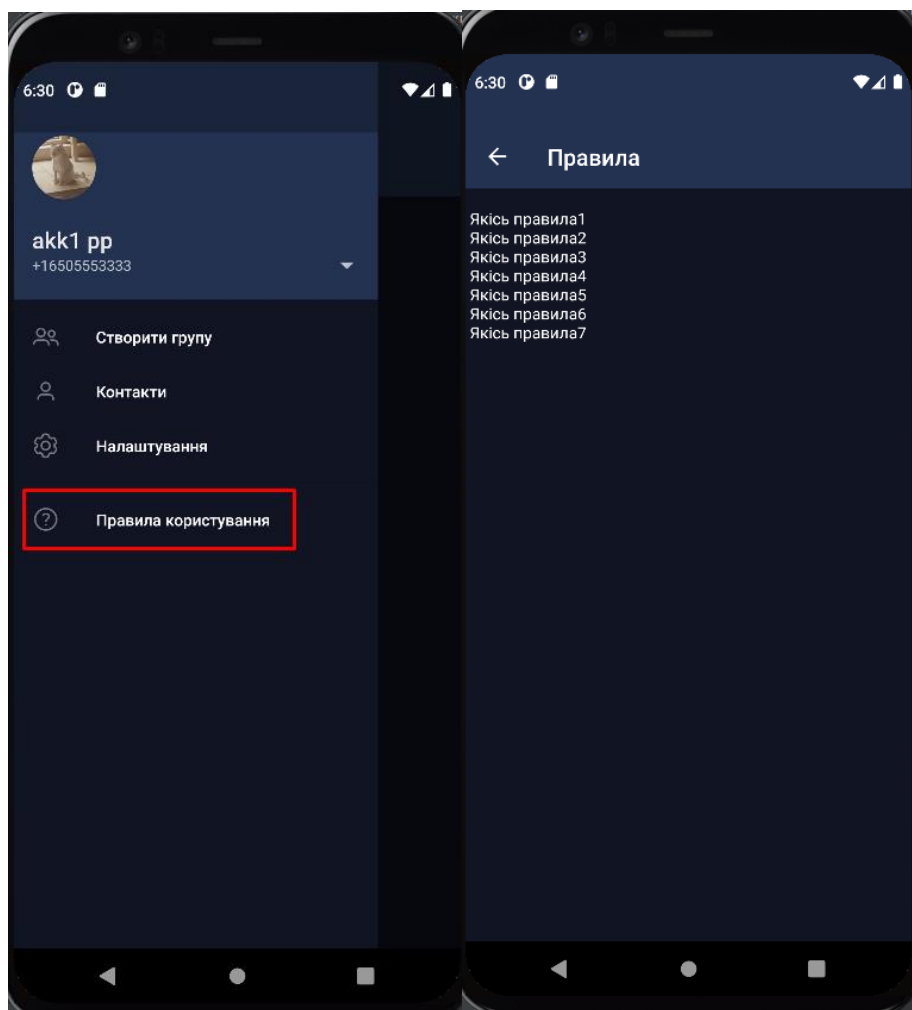 6:30
akk1 pp
+16505553333
Створити групу
Контакти
Налаштування
Правила користування
6:30
Правила
Якісь правила1
Якісь правила2
Якісь правила3
Якісь правила4
Якісь правила5
Якісь правила6
Якісь правила7